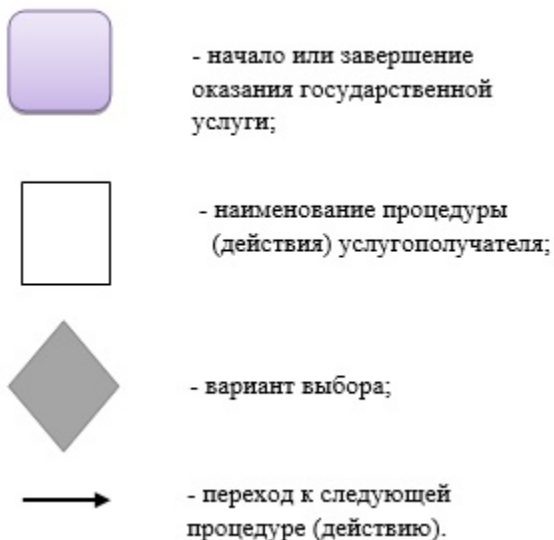 - начало или завершение
оказания государственной
услуги;
- наименование процедуры
(действия) услугополучателя;
- вариант выбора;
- переход к следующей
процедуре (действию).